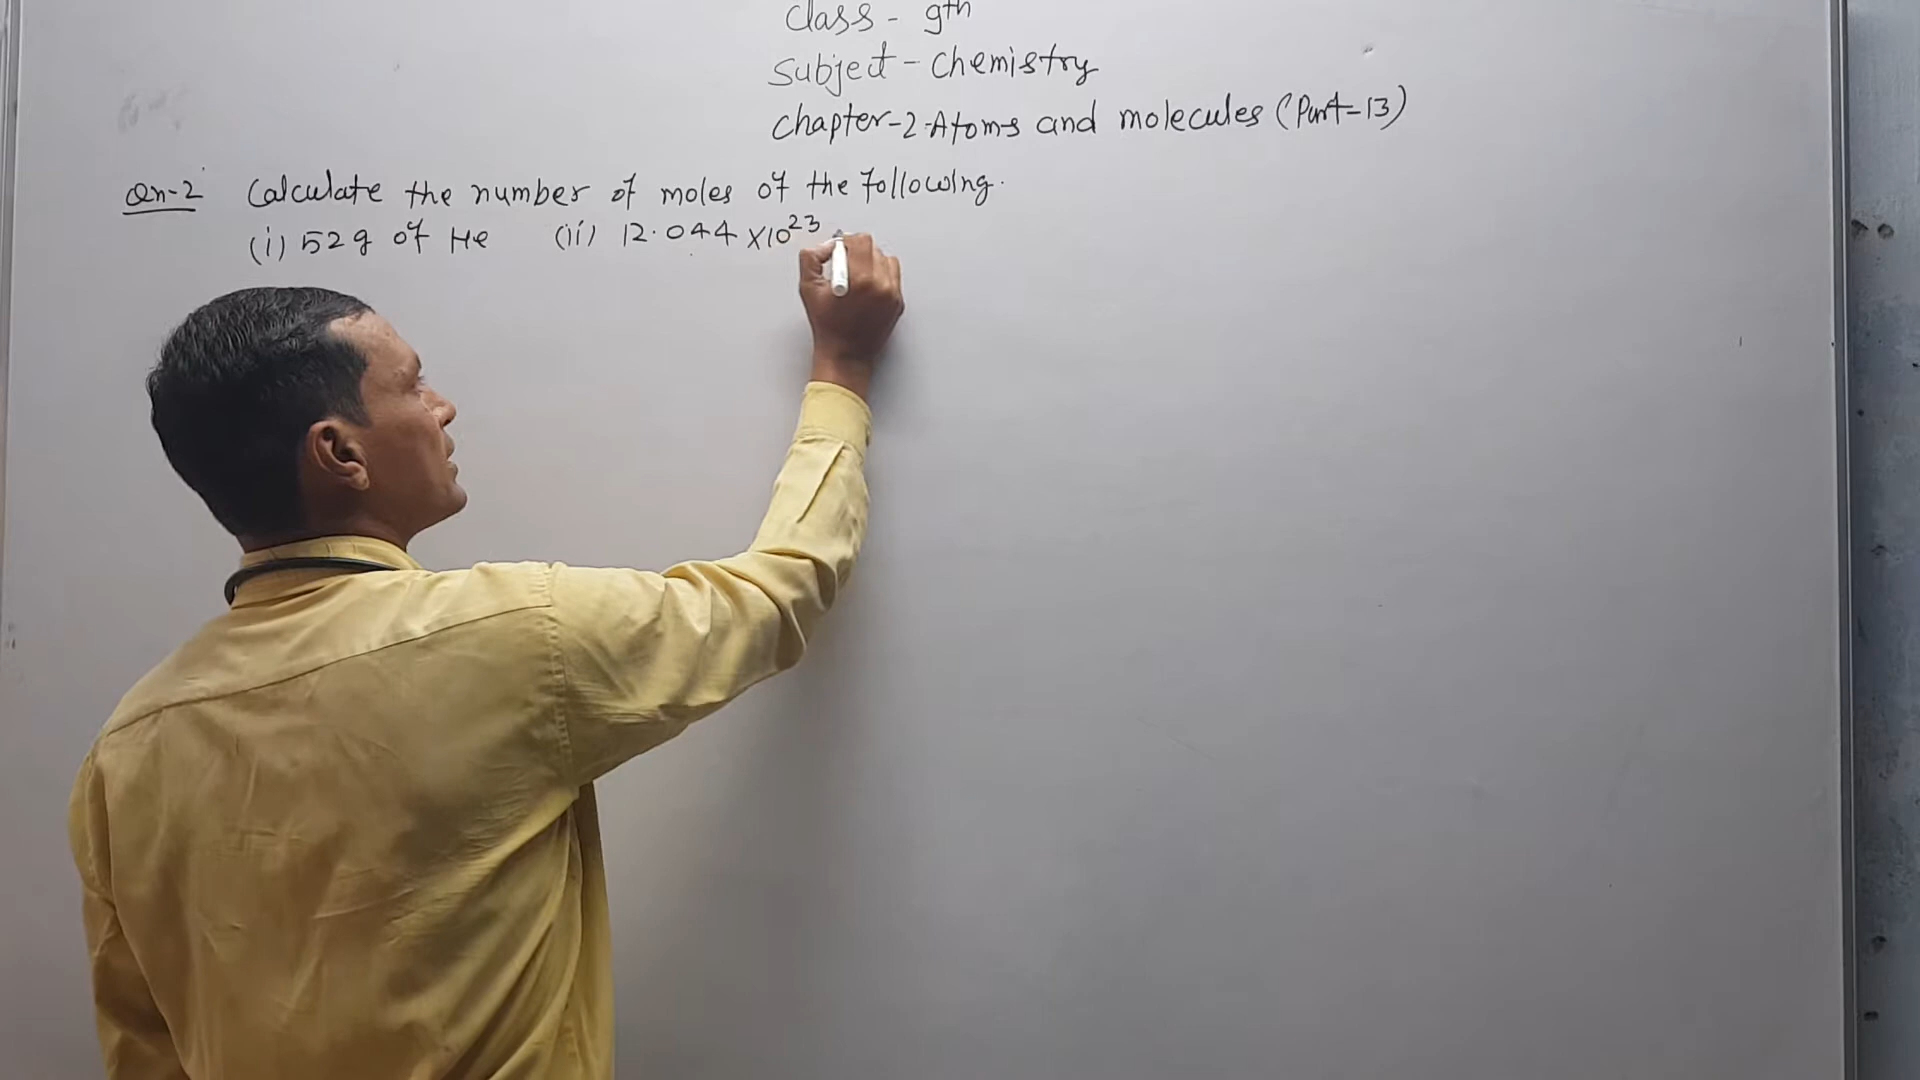 Class - 9th
Subject - Chemistry
Chapter-2-Atoms and molecules (Part-13)
Qn-2 Calculate the number of moles of the following.
(i) 52g of He (ii) 12.044 X10²³